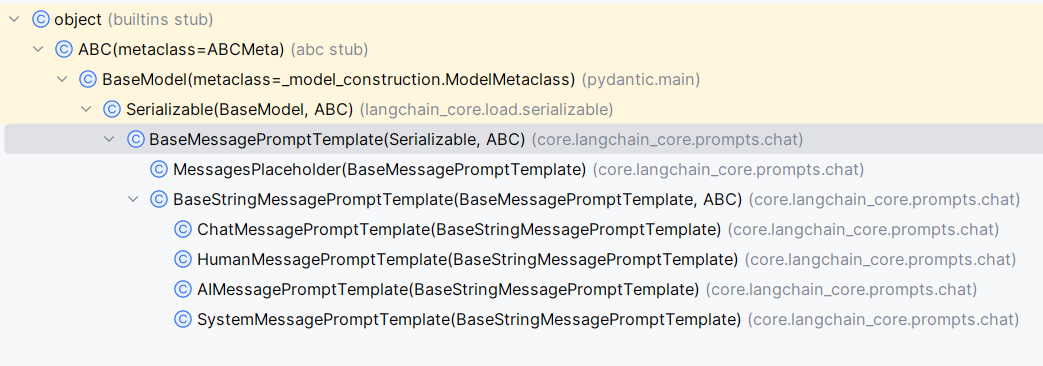 object (builtins stub)
ABC(metaclass=ABCMeta) (abc stub)
BaseModel(metaclass=_model_construction.ModelMetaclass) (pydantic.main)
Serializable(BaseModel, ABC) (langchain_core.load.serializable)
BaseMessagePromptTemplate(Serializable, ABC) (core.langchain_core.prompts.chat)
MessagesPlaceholder(BaseMessagePromptTemplate) (core.langchain_core.prompts.chat)
BaseStringMessagePromptTemplate(BaseMessagePromptTemplate, ABC) (core.langchain_core.prompts.chat)
ChatMessagePromptTemplate(BaseStringMessagePromptTemplate) (core.langchain_core.prompts.chat)
HumanMessagePromptTemplate(BaseStringMessagePromptTemplate) (core.langchain_core.prompts.chat)
AIMessagePromptTemplate(BaseStringMessagePromptTemplate) (core.langchain_core.prompts.chat)
SystemMessagePromptTemplate(BaseStringMessagePromptTemplate) (core.langchain_core.prompts.chat)